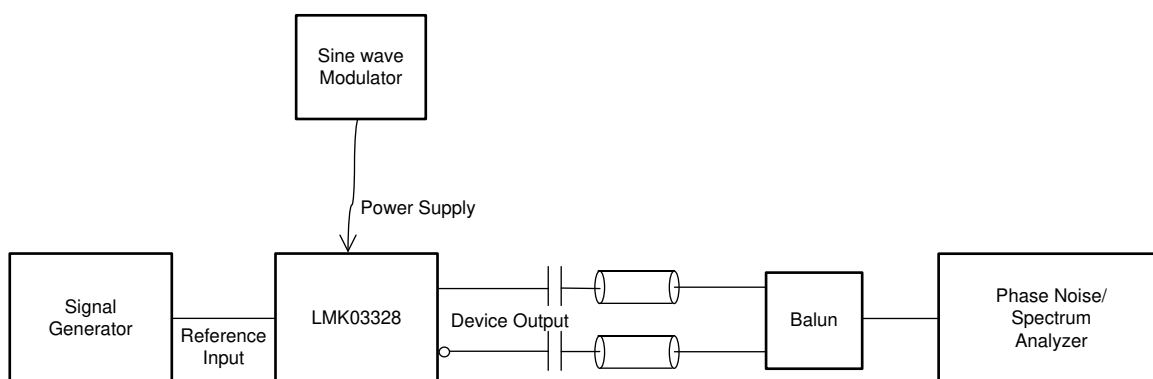 Sine wave
Modulator
Power Supply
Signal
Generator
Reference
Input
LMK03328
Device Output
Balun
Phase Noise/
Spectrum
Analyzer